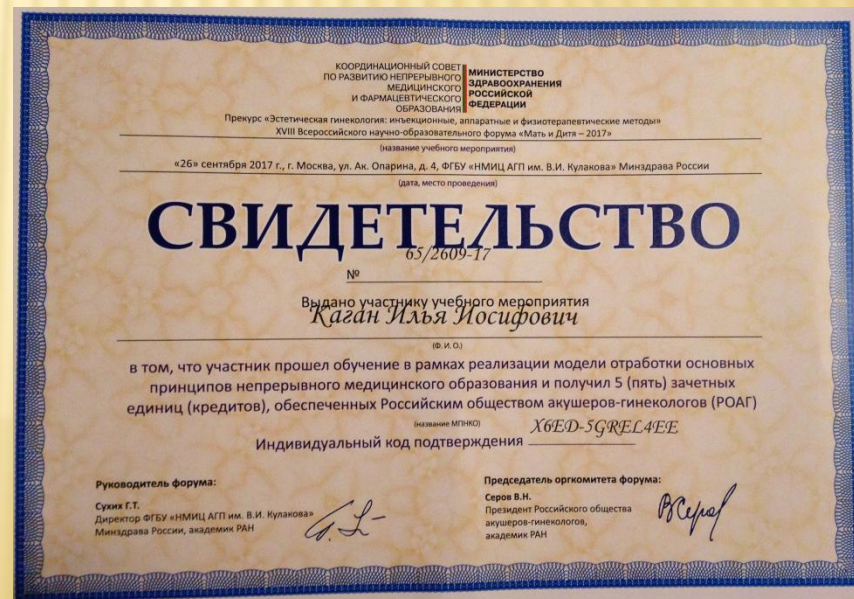 КООРДИНАЦИОННЫЙ СОВЕТ
ПО РАЗВИТИЮ НЕПРЕРЫВНОГО
МЕДИЦИНСКОГО
И ФАРМАЦЕВТИЧЕСКОГО
ОБРАЗОВАНИЯ
МИНИСТЕРСТВО
ЗДРАВООХРАНЕНИЯ
РОССИЙСКОЙ
ФЕДЕРАЦИИ
Прекурс «Эстетическая гинекология: инъекционные, аппаратные и физиотерапевтические методы»
XVIII Всероссийского научно-образовательного форума «Мать и Дитя – 2017»
(название учебного мероприятия)
«26» сентября 2017 г., г. Москва, ул. Ак. Опарина, д. 4, ФГБУ «НМИЦ АГП им. В.И. Кулакова» Минздрава России
(дата, место проведения)
СВИДЕТЕЛЬСТВО
№ 65/2609-17
Выдано участнику учебного мероприятия
Каган Илья Иосифович
(Ф. И. О.)
в том, что участник прошел обучение в рамках реализации модели отработки основных
принципов непрерывного медицинского образования и получил 5 (пять) зачетных
единиц (кредитов), обеспеченных Российским обществом акушеров-гинекологов (РОАГ)
(название МПНКО)
Индивидуальный код подтверждения X6ED-5GREL4EE
Руководитель форума:
Сухих Г.Т.
Директор ФГБУ «НМИЦ АГП им. В.И. Кулакова»
Минздрава России, академик РАН
Председатель оргкомитета форума:
Серов В.Н.
Президент Российского общества
акушеров-гинекологов,
академик РАН
ВСеров